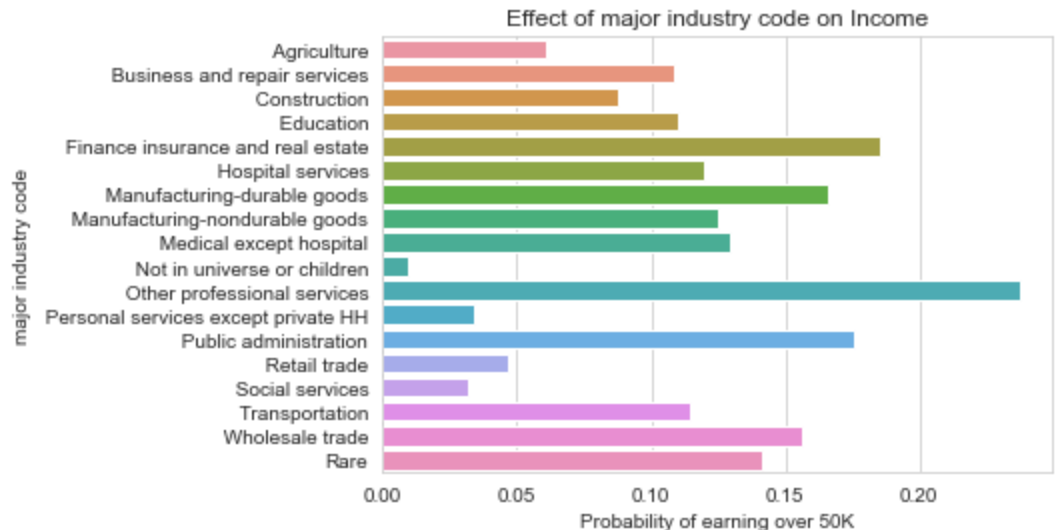 Effect of major industry code on Income
major industry code
Agriculture
Business and repair services
Construction
Education
Finance insurance and real estate
Hospital services
Manufacturing-durable goods
Manufacturing-nondurable goods
Medical except hospital
Not in universe or children
Other professional services
Personal services except private HH
Public administration
Retail trade
Social services
Transportation
Wholesale trade
Rare
0.00 0.05 0.10 0.15 0.20
Probability of earning over 50K